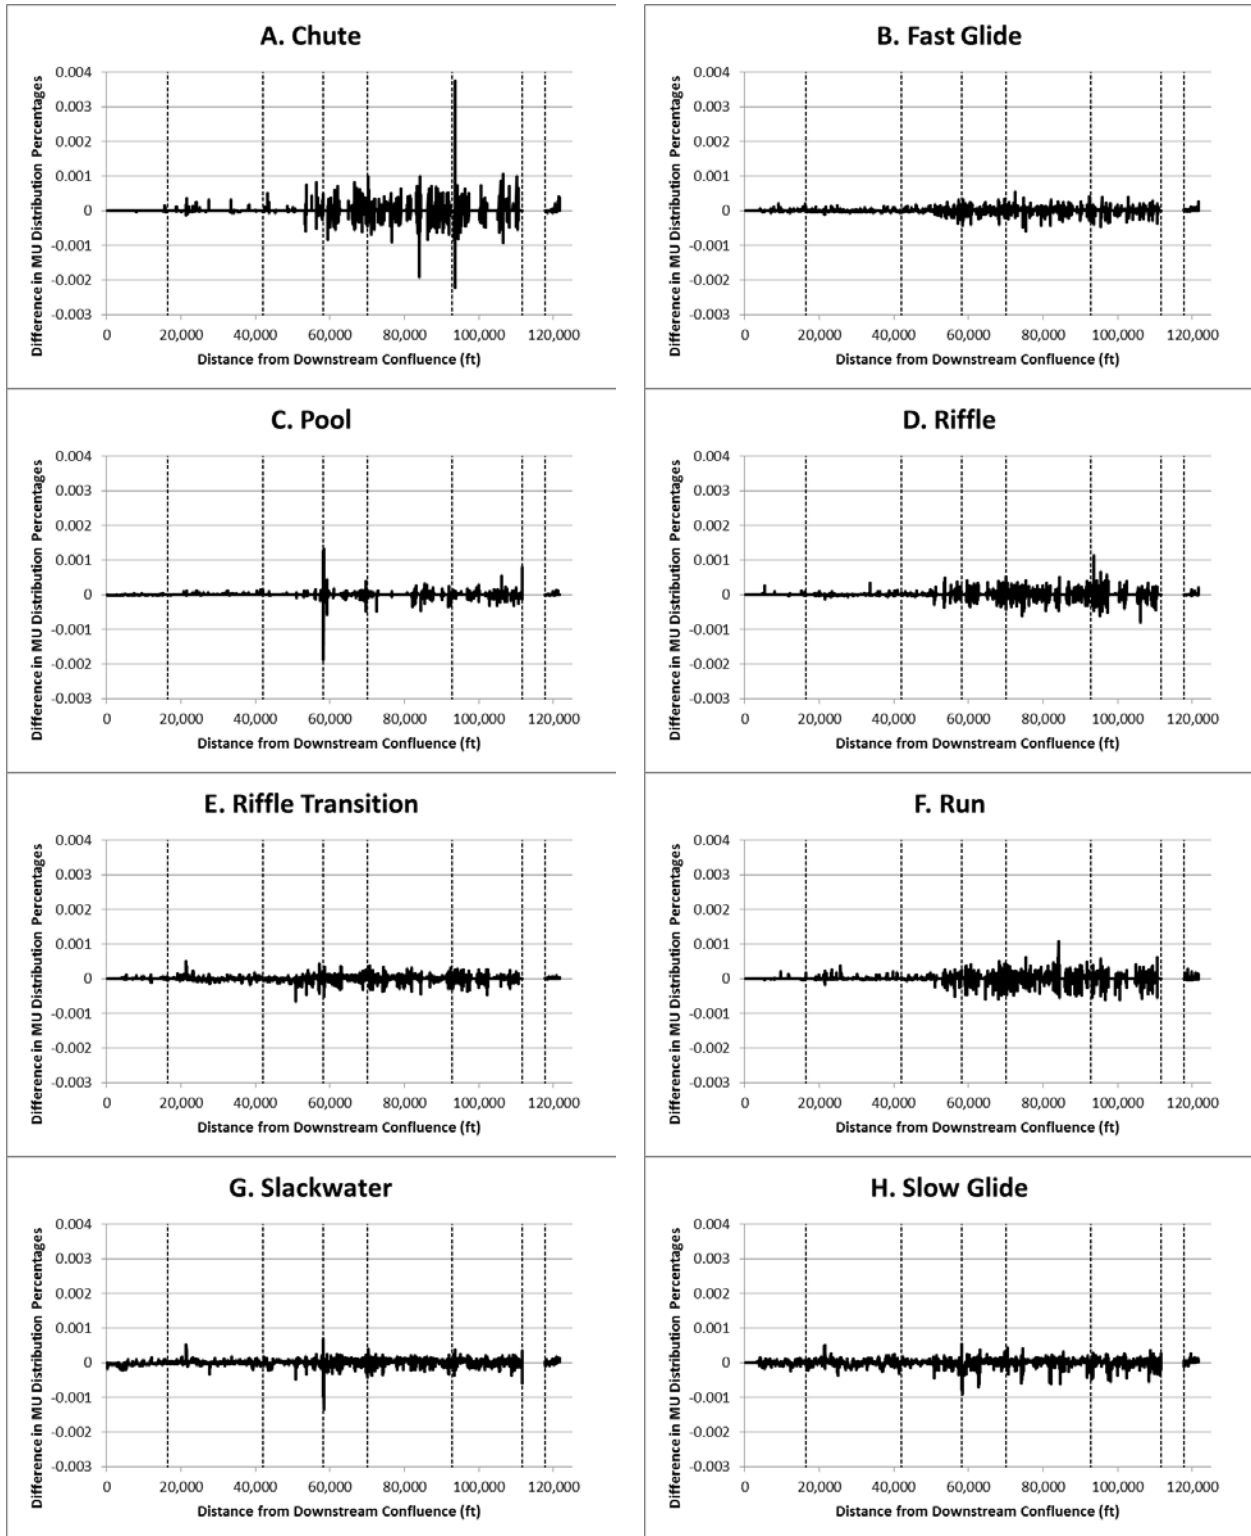 A. Chute
Difference in MU Distribution Percentages
0.004
0.003
0.002
0.001
0
-0.001
-0.002
-0.003
0 20,000 40,000 60,000 80,000 100,000 120,000
Distance from Downstream Confluence (ft)
B. Fast Glide
Difference in MU Distribution Percentages
0.004
0.003
0.002
0.001
0
-0.001
-0.002
-0.003
0 20,000 40,000 60,000 80,000 100,000 120,000
Distance from Downstream Confluence (ft)
C. Pool
Difference in MU Distribution Percentages
0.004
0.003
0.002
0.001
0
-0.001
-0.002
-0.003
0 20,000 40,000 60,000 80,000 100,000 120,000
Distance from Downstream Confluence (ft)
D. Riffle
Difference in MU Distribution Percentages
0.004
0.003
0.002
0.001
0
-0.001
-0.002
-0.003
0 20,000 40,000 60,000 80,000 100,000 120,000
Distance from Downstream Confluence (ft)
E. Riffle Transition
Difference in MU Distribution Percentages
0.004
0.003
0.002
0.001
0
-0.001
-0.002
-0.003
0 20,000 40,000 60,000 80,000 100,000 120,000
Distance from Downstream Confluence (ft)
F. Run
Difference in MU Distribution Percentages
0.004
0.003
0.002
0.001
0
-0.001
-0.002
-0.003
0 20,000 40,000 60,000 80,000 100,000 120,000
Distance from Downstream Confluence (ft)
G. Slackwater
Difference in MU Distribution Percentages
0.004
0.003
0.002
0.001
0
-0.001
-0.002
-0.003
0 20,000 40,000 60,000 80,000 100,000 120,000
Distance from Downstream Confluence (ft)
H. Slow Glide
Difference in MU Distribution Percentages
0.004
0.003
0.002
0.001
0
-0.001
-0.002
-0.003
0 20,000 40,000 60,000 80,000 100,000 120,000
Distance from Downstream Confluence (ft)